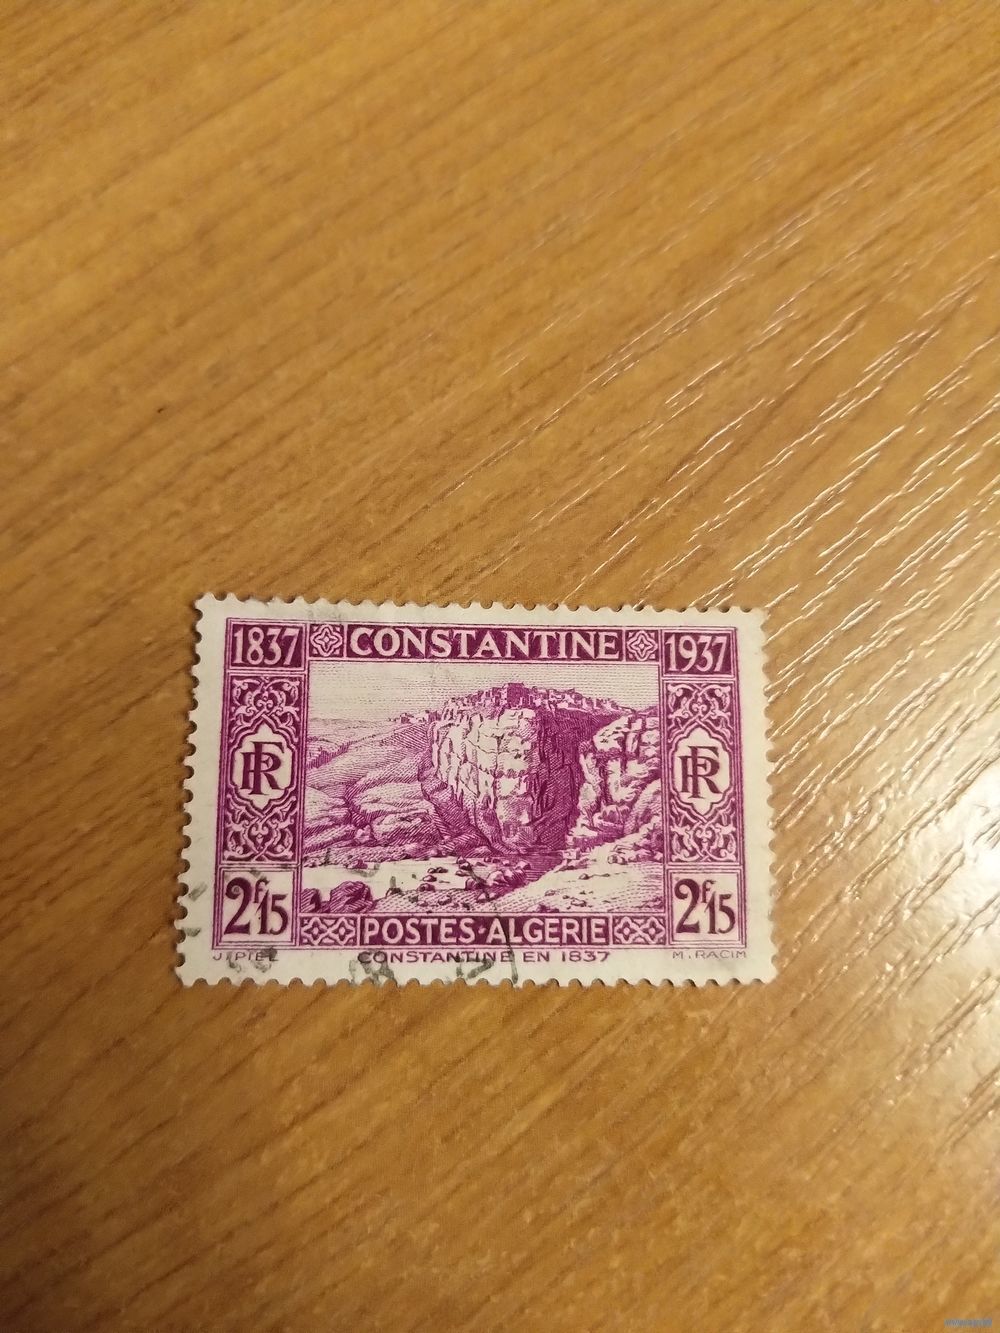 1837 CONSTANTINE 1937
RF RF
2f15 POSTES-ALGERIE 2f15
CONSTANTINE EN 1837 M. RACIM